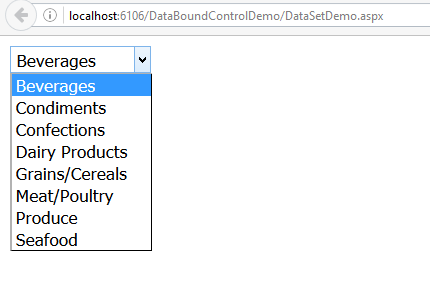 localhost:6106/DataBoundControlDemo/DataSetDemo.aspx
Beverages
Beverages
Condiments
Confections
Dairy Products
Grains/Cereals
Meat/Poultry
Produce
Seafood